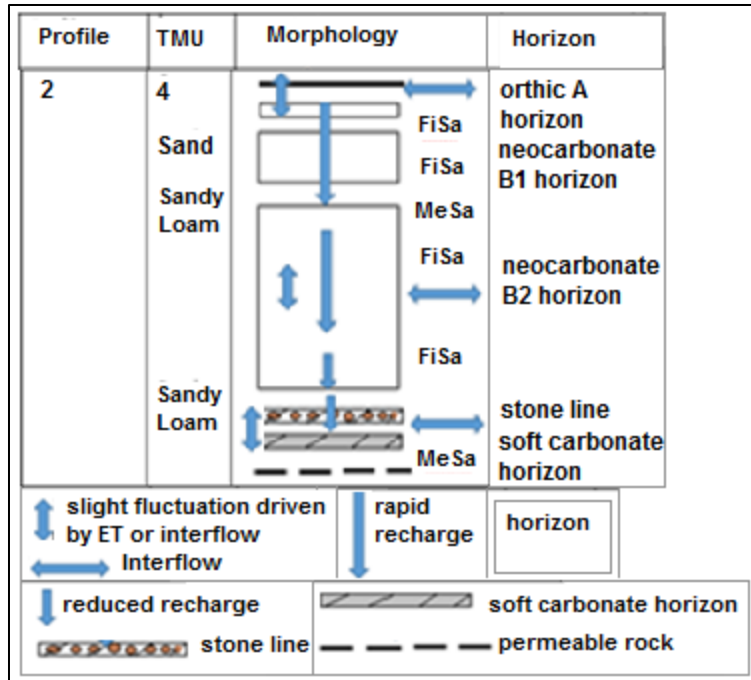 Profile TMU Morphology Horizon
2 4 orthic A
horizon
FiSa
Sand neocarbonate
FiSa B1 horizon
Sandy MeSa
Loam
FiSa neocarbonate
B2 horizon
FiSa
Sandy
Loam stone line
soft carbonate
MeSa horizon
slight fluctuation driven
by ET or interflow
Interflow
rapid
recharge
horizon
reduced recharge
stone line
soft carbonate horizon
permeable rock